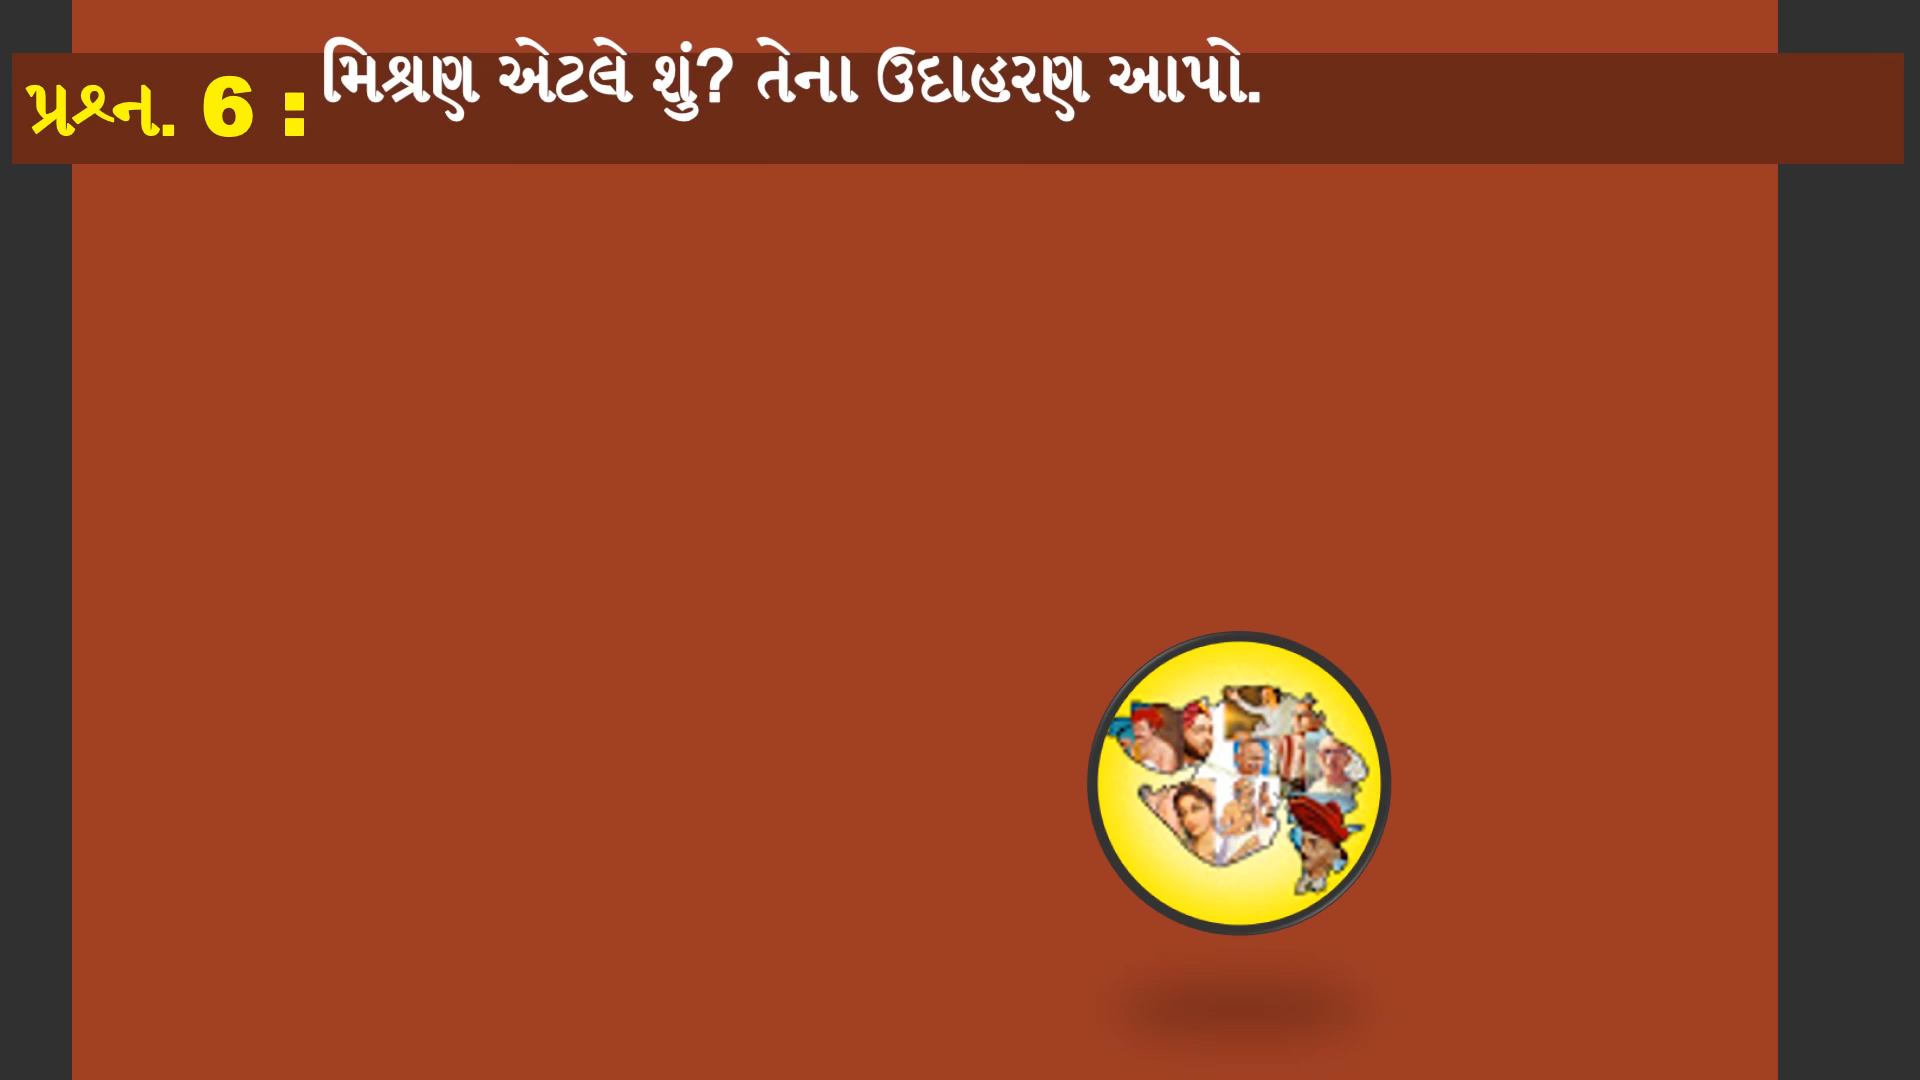 પ્રશ્ન. 6 : મિશ્રણ એટલે શું? તેના ઉદાહરણ આપો.